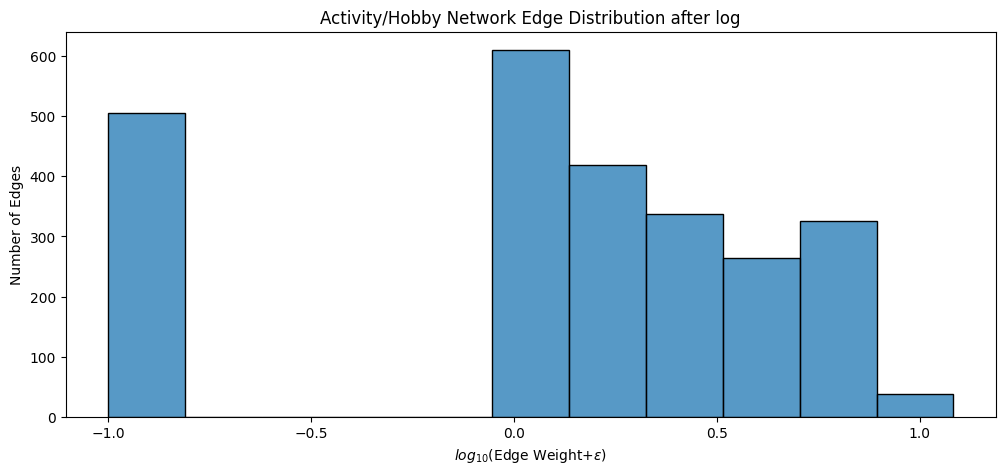 Activity/Hobby Network Edge Distribution after log
Number of Edges
600
500
400
300
200
100
0
−1.0 −0.5 0.0 0.5 1.0
log₁₀(Edge Weight+ε)